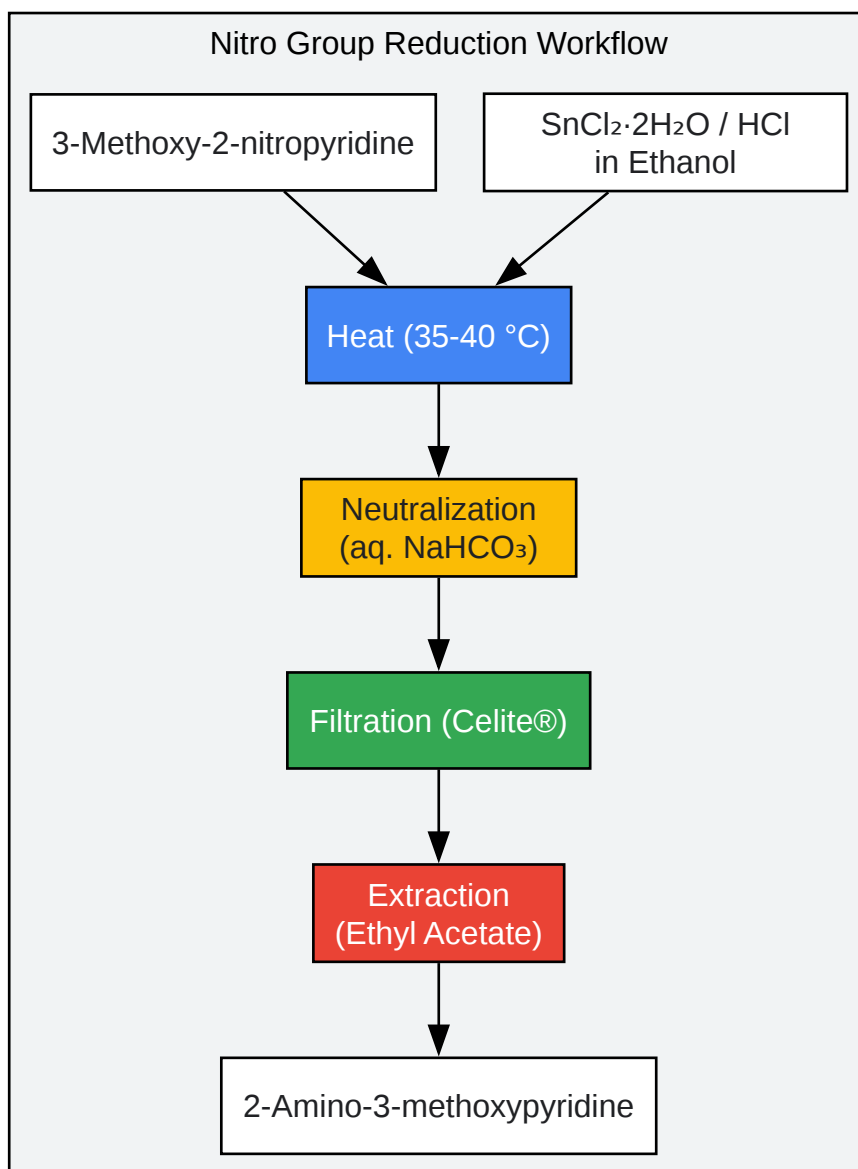 Nitro Group Reduction Workflow
3-Methoxy-2-nitropyridine
SnCl₂·2H₂O / HCl
in Ethanol
Heat (35-40 °C)
Neutralization
(aq. NaHCO₃)
Filtration (Celite®)
Extraction
(Ethyl Acetate)
2-Amino-3-methoxypyridine